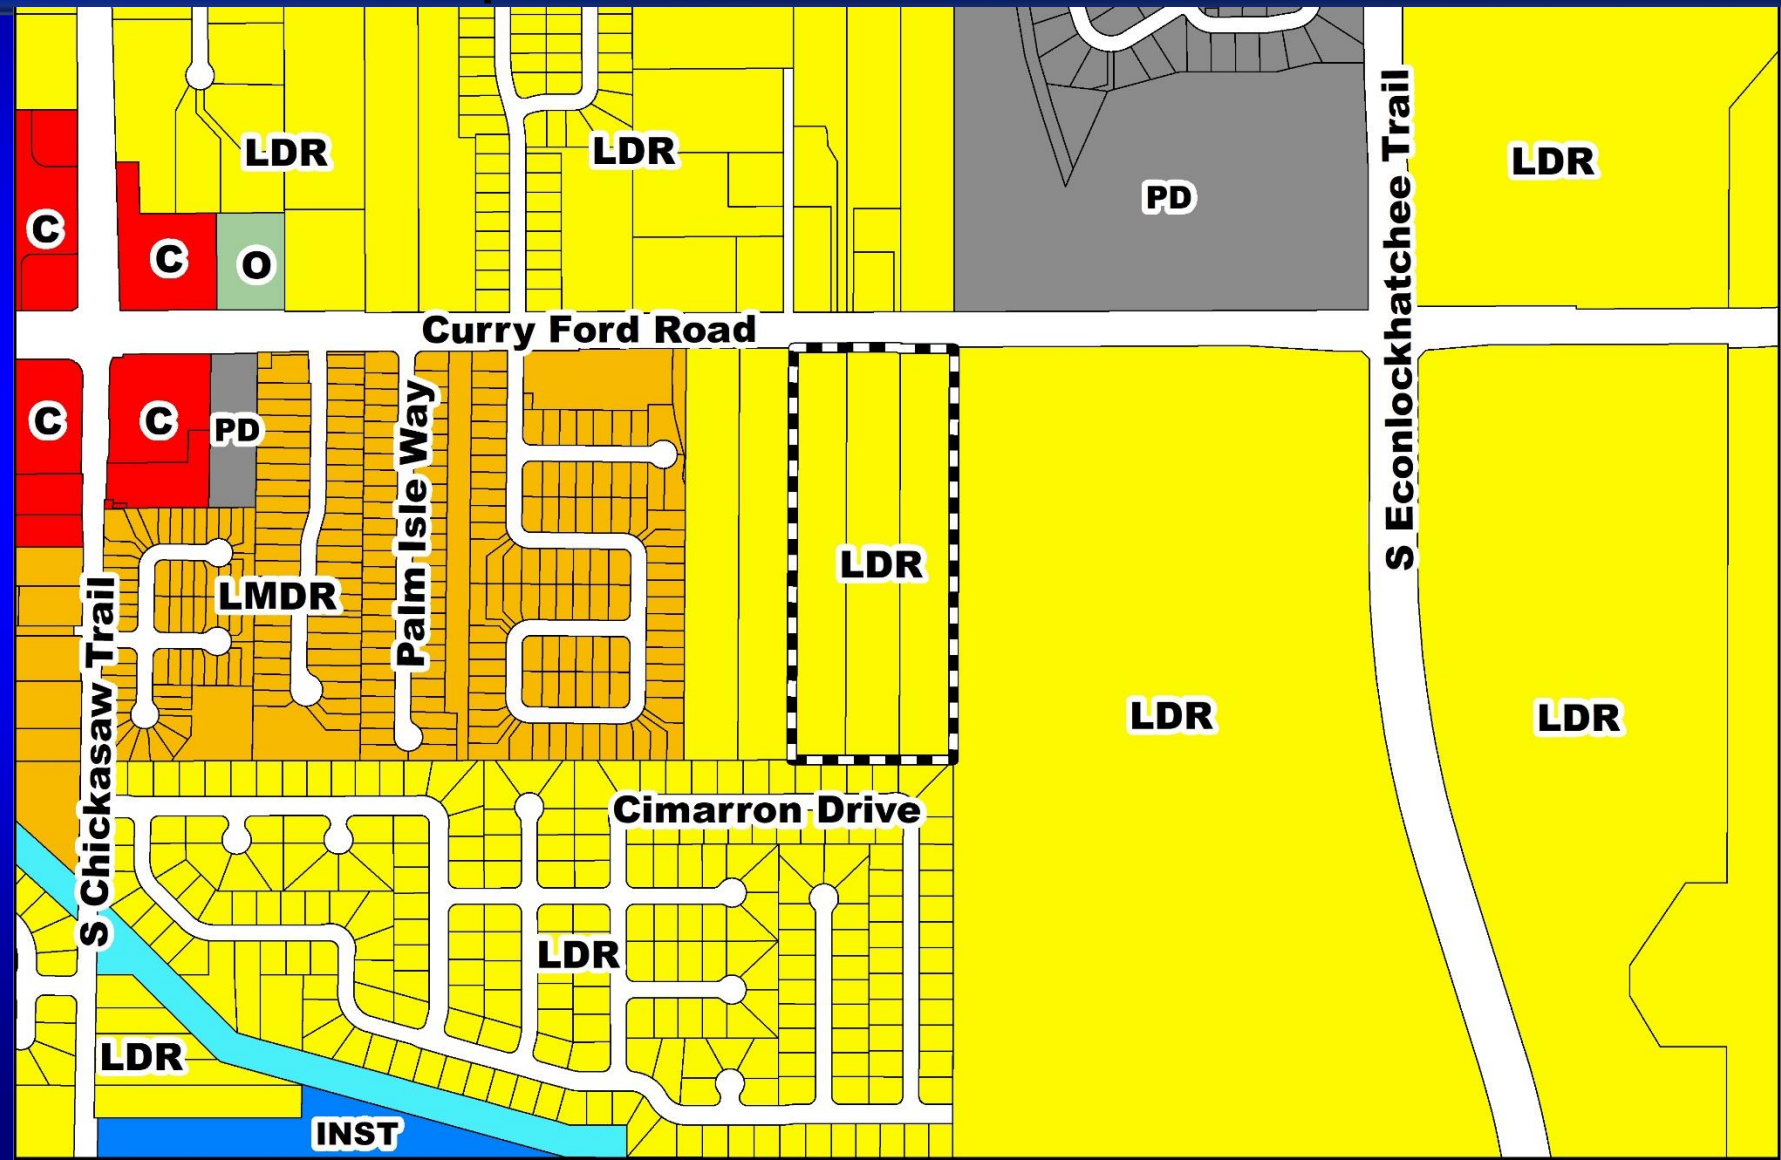 LDR
LDR
LDR
PD
C
C
O
S Econlockhatchee Trail
Curry Ford Road
C
C
PD
Palm Isle Way
LDR
LMDR
S Chickasaw Trail
LDR
LDR
Cimarron Drive
LDR
LDR
INST